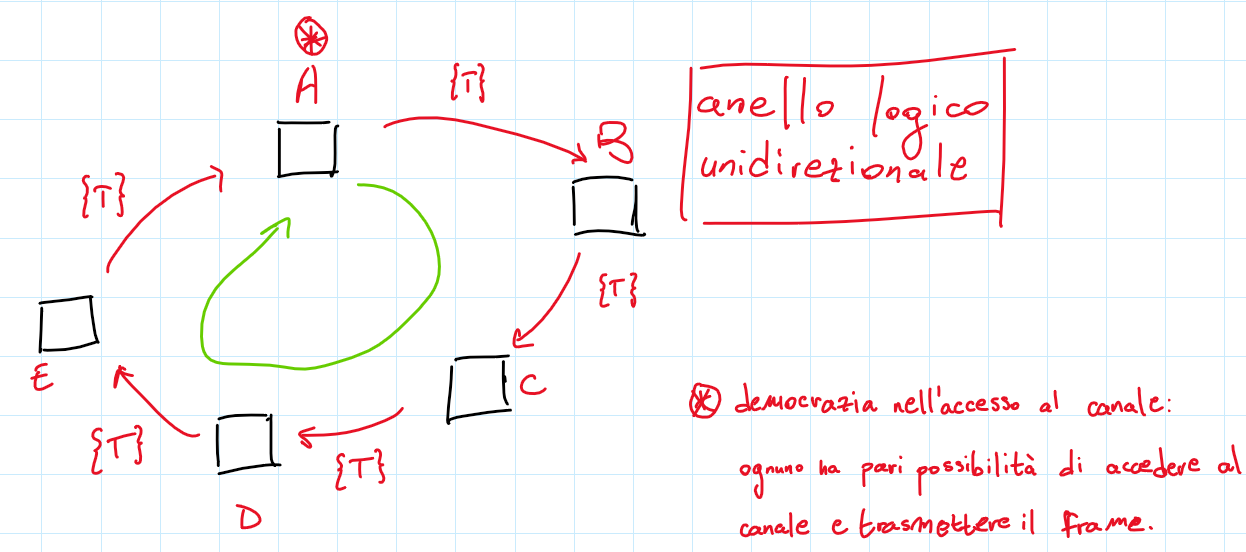 A
{T}
anello logico
unidirezionale
B
{T}
{T}
E
C
{T}
{T}
D
democrazia nell'accesso al canale:
ognuno ha pari possibilità di accedere al
canale e trasmettere il frame.